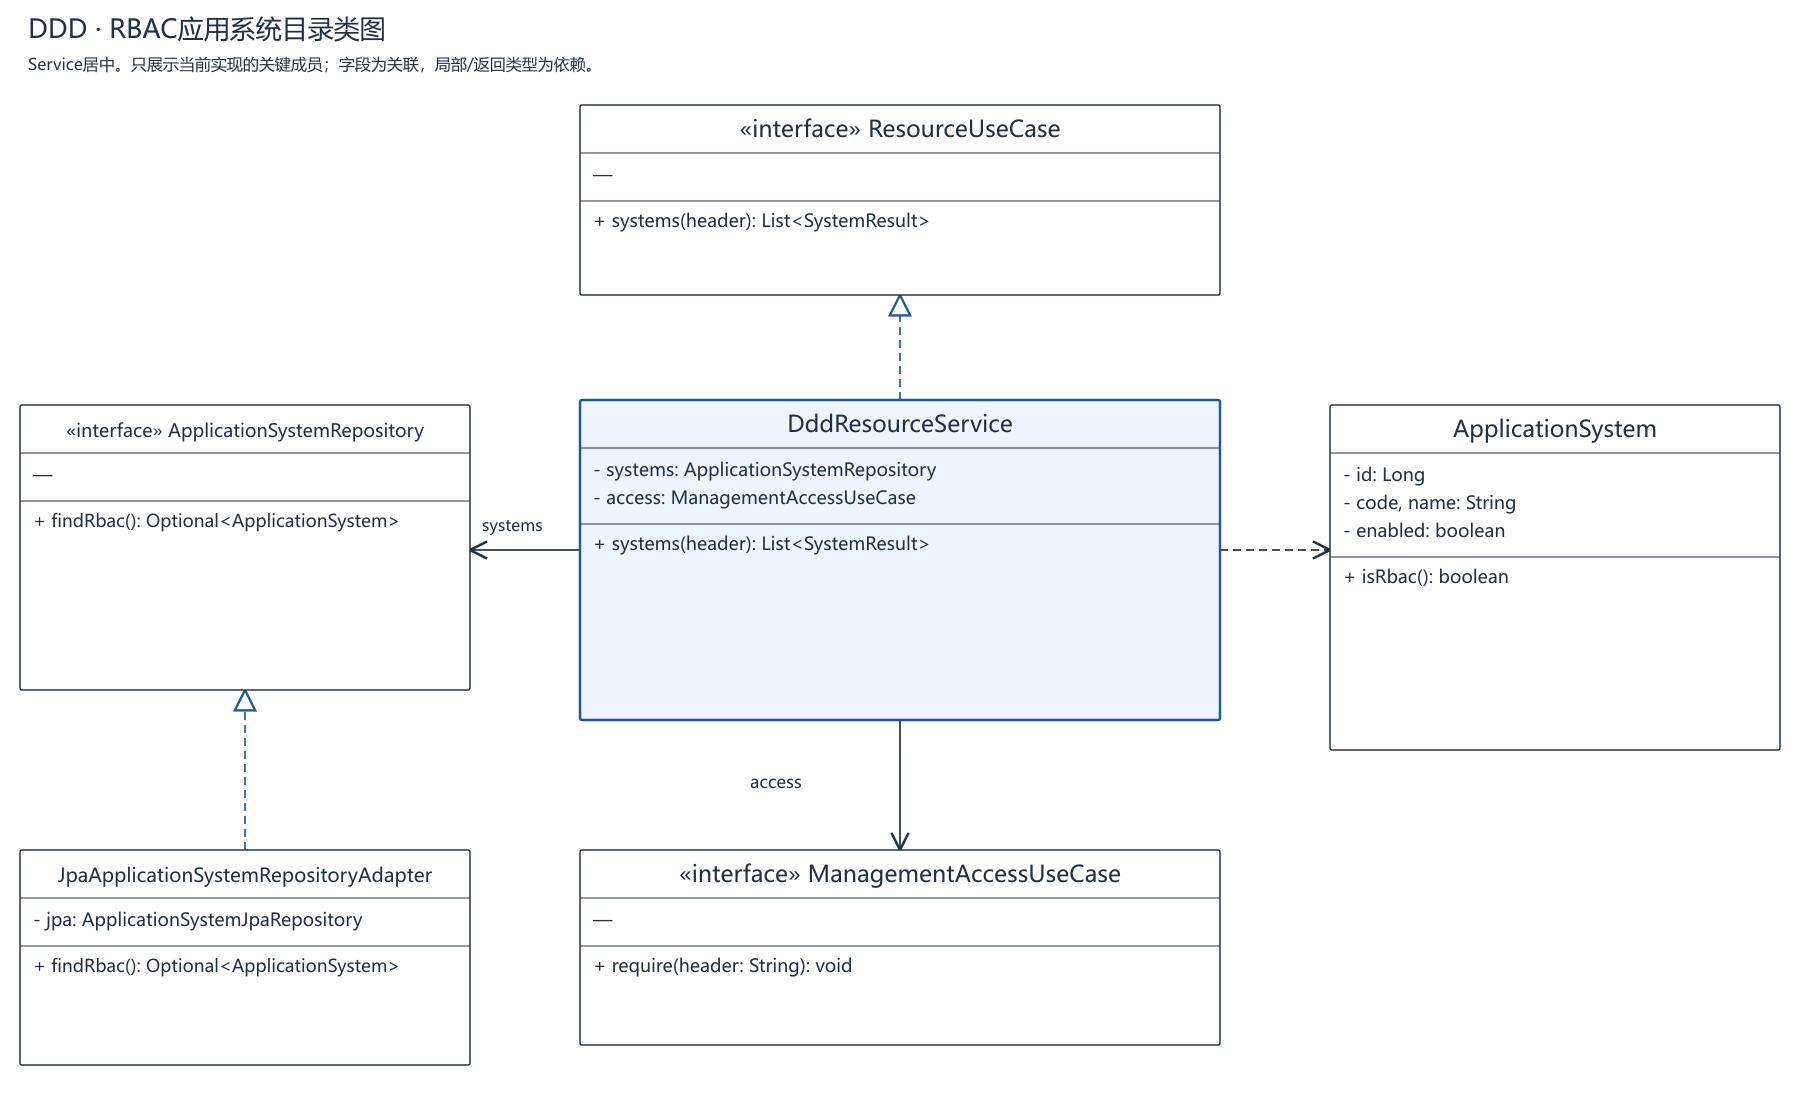 DDD · RBAC应用系统目录类图
Service居中。只展示当前实现的关键成员；字段为关联，局部/返回类型为依赖。
«interface» ResourceUseCase
—
+ systems(header): List<SystemResult>
«interface» ApplicationSystemRepository
—
+ findRbac(): Optional<ApplicationSystem>
systems
DddResourceService
- systems: ApplicationSystemRepository
- access: ManagementAccessUseCase
+ systems(header): List<SystemResult>
ApplicationSystem
- id: Long
- code, name: String
- enabled: boolean
+ isRbac(): boolean
access
JpaApplicationSystemRepositoryAdapter
- jpa: ApplicationSystemJpaRepository
+ findRbac(): Optional<ApplicationSystem>
«interface» ManagementAccessUseCase
—
+ require(header: String): void